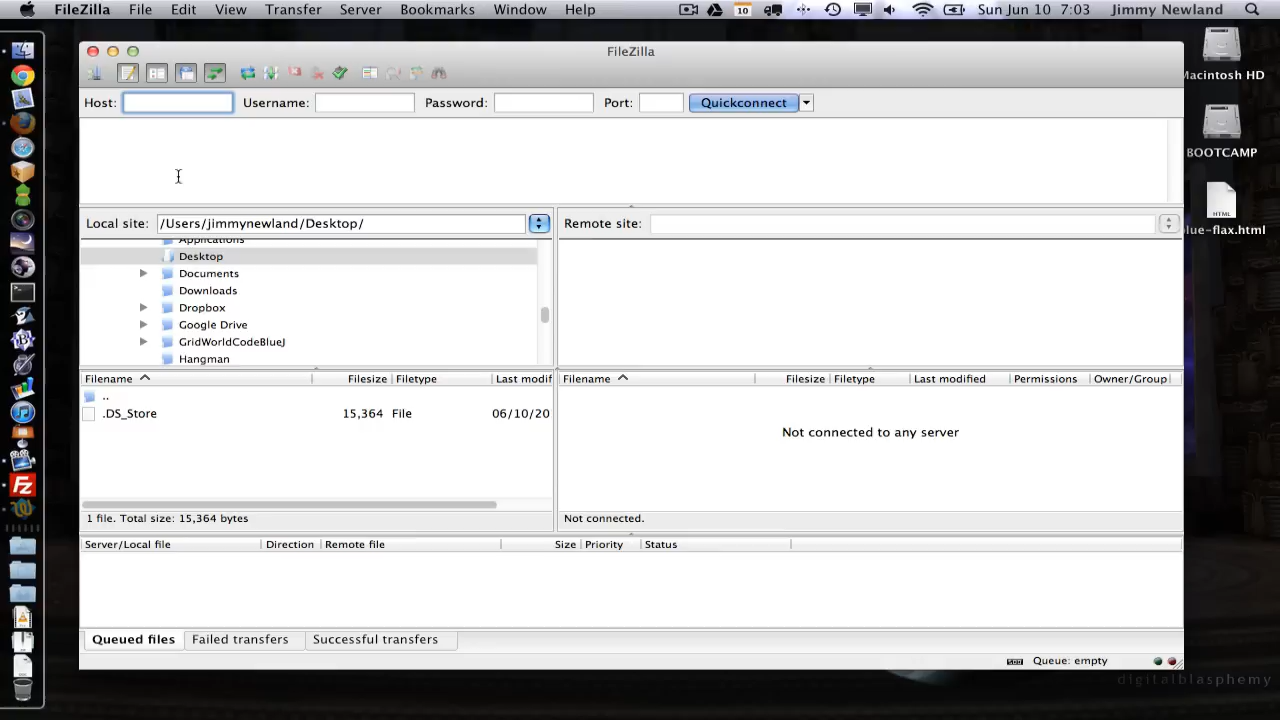 FileZilla File Edit View Transfer Server Bookmarks Window Help 10 Sun Jun 10 7:03 Jimmy Newland
FileZilla
Host: Username: Password: Port: Quickconnect
Local site: /Users/jimmynewland/Desktop/
Remote site:
Applications
Desktop
Documents
Downloads
Dropbox
Google Drive
GridWorldCodeBlueJ
Hangman
Filename Filesize Filetype Last modif
..
.DS_Store 15,364 File 06/10/20
1 file. Total size: 15,364 bytes
Filename Filesize Filetype Last modified Permissions Owner/Group
Not connected to any server
Not connected.
Server/Local file Direction Remote file Size Priority Status
Queued files Failed transfers Successful transfers
Queue: empty
Macintosh HD
BOOTCAMP
HTML
lue-flax.html
Fz
digitalblasphemy